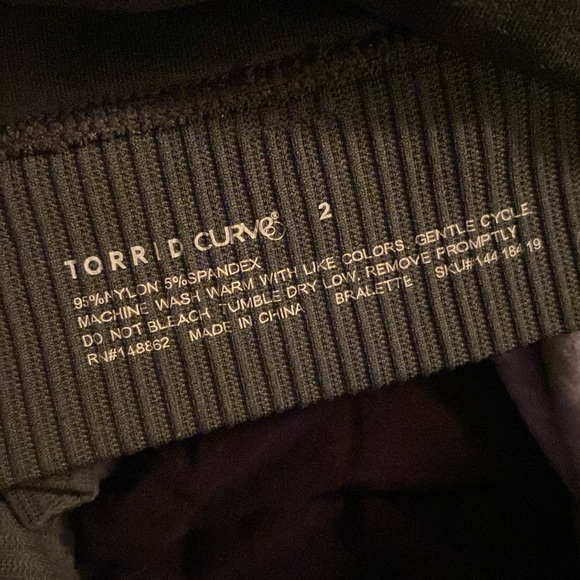 TORRID CURVE® 2
95%NYLON 5%SPANDEX
MACHINE WASH WARM WITH LIKE COLORS. GENTLE CYCLE.
DO NOT BLEACH. TUMBLE DRY LOW. REMOVE PROMPTLY
RN#148862 MADE IN CHINA BRALETTE SKU#144 184 19